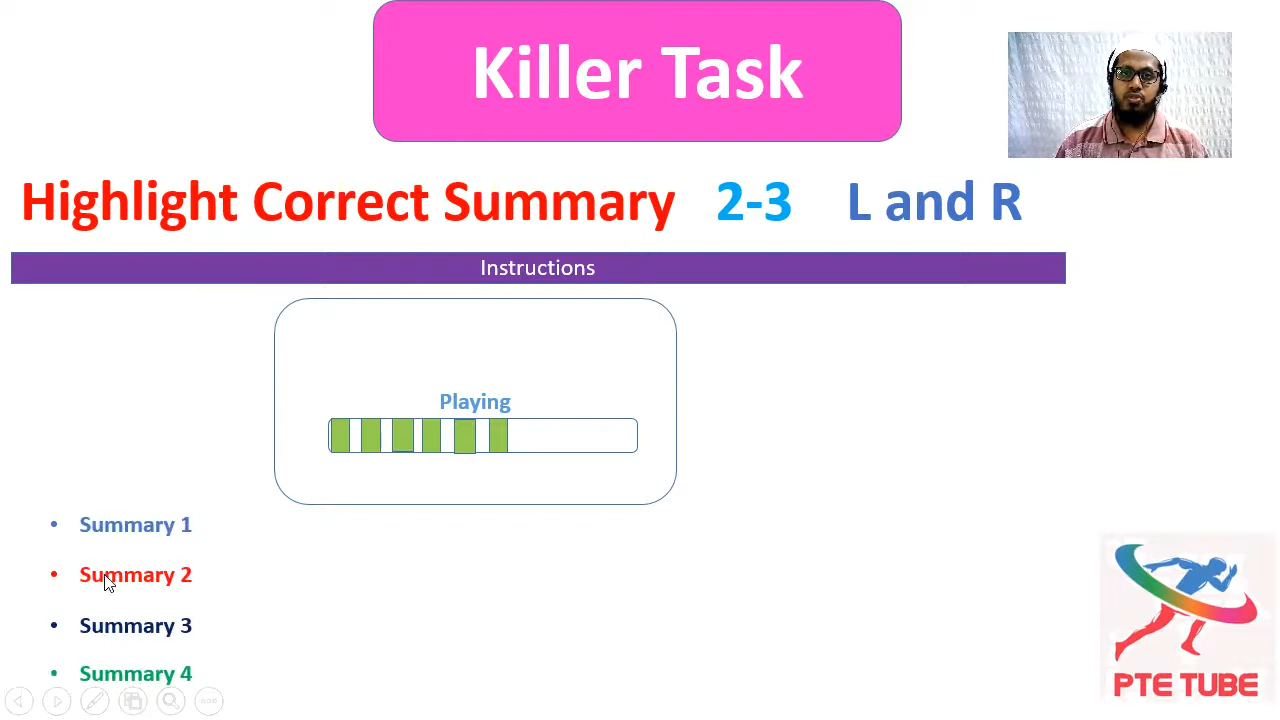 Killer Task
Highlight Correct Summary 2-3 L and R
Instructions
Playing
• Summary 1
• Summary 2
• Summary 3
• Summary 4
PTE TUBE